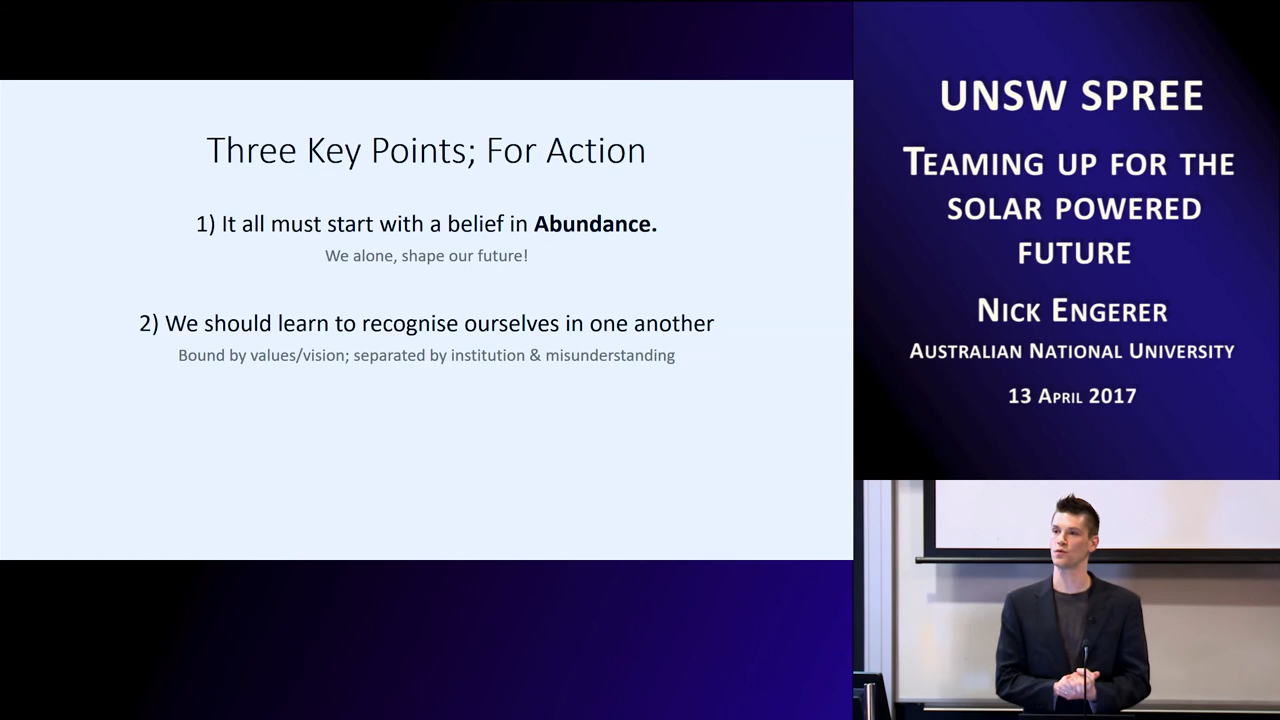 Three Key Points; For Action
1) It all must start with a belief in Abundance.
We alone, shape our future!
2) We should learn to recognise ourselves in one another
Bound by values/vision; separated by institution & misunderstanding
UNSW SPREE
TEAMING UP FOR THE
SOLAR POWERED
FUTURE
NICK ENGERER
AUSTRALIAN NATIONAL UNIVERSITY
13 APRIL 2017